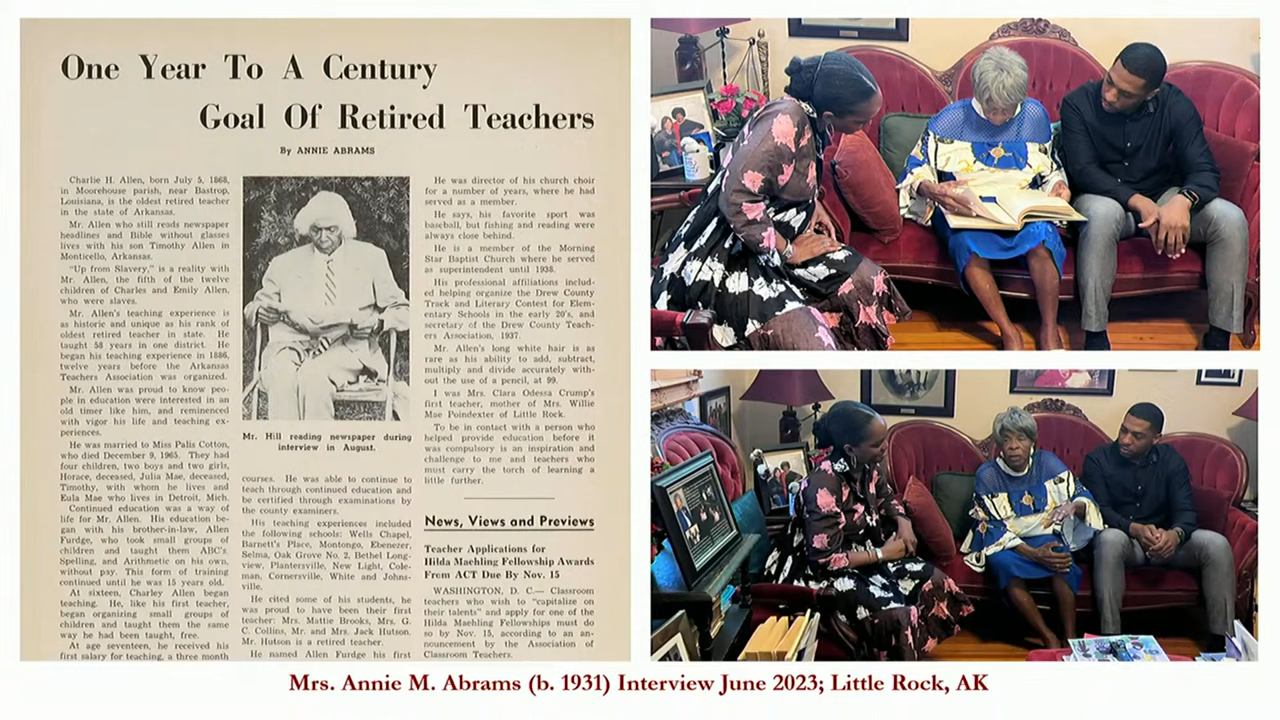 One Year To A Century
Goal Of Retired Teachers
By ANNIE ABRAMS
Charlie H. Allen, born July 5, 1868,
in Moorehouse parish, near Bastrop,
Louisiana, is the oldest retired teacher
in the state of Arkansas.
Mr. Allen who still reads newspaper
headlines and Bible without glasses
lives with his son Timothy Allen in
Monticello, Arkansas.
"Up from Slavery," is a reality with
Mr. Allen, the fifth of the twelve
children of Charles and Emily Allen,
who were slaves.
Mr. Allen's teaching experience is
as historic and unique as his rank of
oldest retired teacher in state. He
taught 58 years in one district. He
began his teaching experience in 1886,
twelve years before the Arkansas
Teachers Association was organized.
Mr. Allen was proud to know peo-
ple in education were interested in an
old timer like him, and reminenced
with vigor his life and teaching ex-
periences.
He was married to Miss Palis Cotton,
who died December 9, 1965. They had
four children, two boys and two girls,
Horace, deceased, Julia Mae, deceased,
Timothy, with whom he lives and
Eula Mae who lives in Detroit, Mich.
Continued education was a way of
life for Mr. Allen. His education be-
gan with his brother-in-law, Allen
Furdge, who took small groups of
children and taught them ABC's,
Spelling, and Arithmetic on his own,
without pay. This form of training
continued until he was 15 years old.
At sixteen, Charley Allen began
teaching. He, like his first teacher,
began organizing small groups of
children and taught them the same
way he had been taught, free.
At age seventeen, he received his
first salary for teaching, a three month
Mr. Hill reading newspaper during
interview in August.
courses. He was able to continue to
teach through continued education and
be certified through examinations by
the county examiners.
His teaching experiences included
the following schools: Wells Chapel,
Barnett's Place, Montongo, Ebenezer,
Selma, Oak Grove No. 2, Bethel Long-
view, Plantersville, New Light, Cole-
man, Cornersville, White and Johns-
ville.
He cited some of his students, he
was proud to have been their first
teacher: Mrs. Mattie Brooks, Mrs. G.
C. Collins, Mr. and Mrs. Jack Hutson,
Mr. Hutson is a retired teacher.
He named Allen Furdge his first
He was director of his church choir
for a number of years, where he had
served as a member.
He says, his favorite sport was
baseball, but fishing and reading were
always close behind.
He is a member of the Morning
Star Baptist Church where he served
as superintendent until 1938.
His professional affiliations includ-
ed helping organize the Drew County
Track and Literary Contest for Elem-
entary Schools in the early 20's, and
secretary of the Drew County Teach-
ers Association, 1937.
Mr. Allen's long white hair is as
rare as his ability to add, subtract,
multiply and divide accurately with-
out the use of a pencil, at 99.
I was Mrs. Clara Odessa Crump's
first teacher, mother of Mrs. Willie
Mae Poindexter of Little Rock.
To be in contact with a person who
helped provide education before it
was compulsory is an inspiration and
challenge to me and teachers who
must carry the torch of learning a
little further.
News, Views and Previews
Teacher Applications for
Hilda Maehling Fellowship Awards
From ACT Due By Nov. 15
WASHINGTON, D. C.— Classroom
teachers who wish to "capitalize on
their talents" and apply for one of the
Hilda Maehling Fellowships must do
so by Nov. 15, according to an an-
nouncement by the Association of
Classroom Teachers.
Mrs. Annie M. Abrams (b. 1931) Interview June 2023; Little Rock, AK